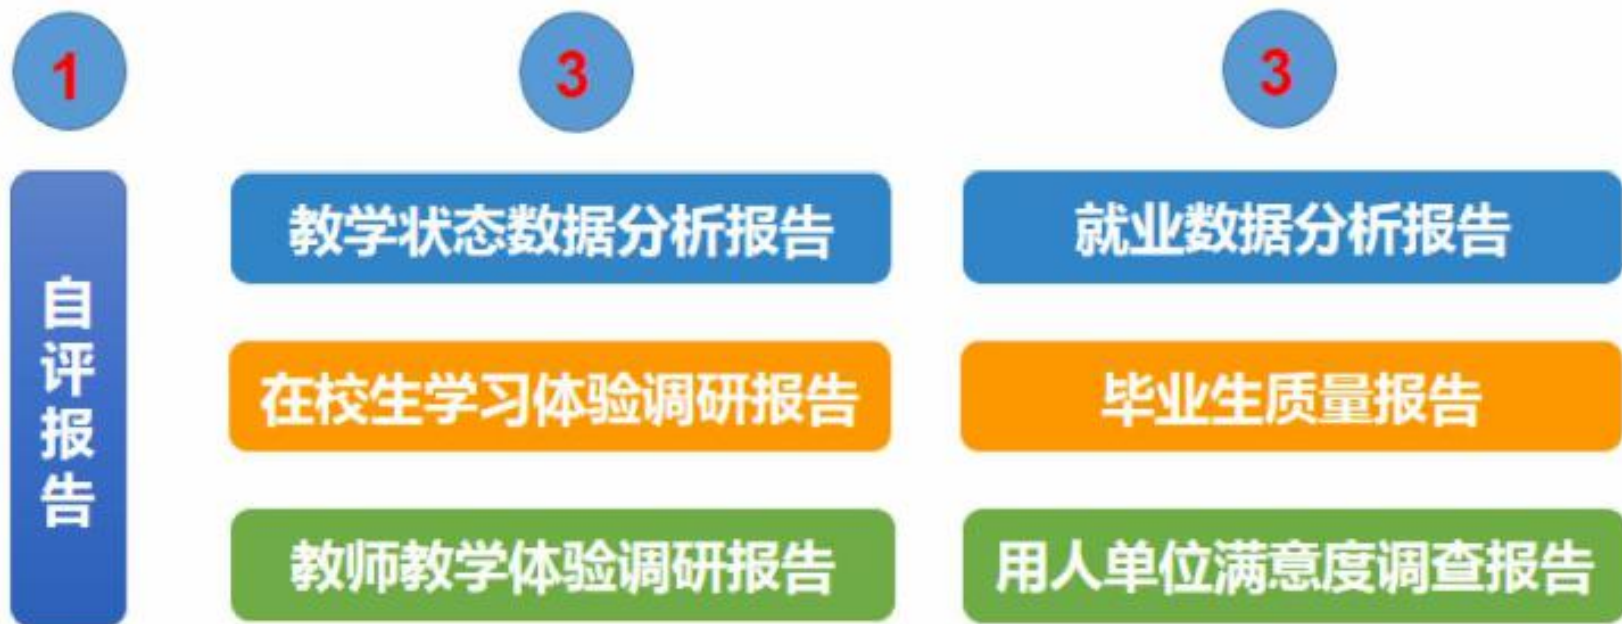 1
3
3
自评报告
教学状态数据分析报告
就业数据分析报告
在校生学习体验调研报告
毕业生质量报告
教师教学体验调研报告
用人单位满意度调查报告